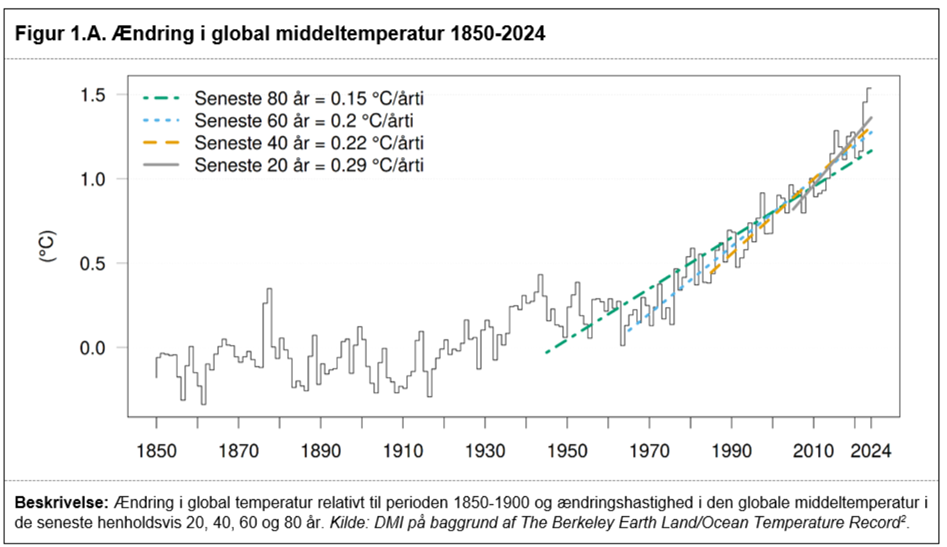 Figur 1.A. Ændring i global middeltemperatur 1850-2024
Seneste 80 år = 0.15 °C/årti
Seneste 60 år = 0.2 °C/årti
Seneste 40 år = 0.22 °C/årti
Seneste 20 år = 0.29 °C/årti
1.5
1.0
0.5
0.0
(°C)
1850 1870 1890 1910 1930 1950 1970 1990 2010 2024
Beskrivelse: Ændring i global temperatur relativt til perioden 1850-1900 og ændringshastighed i den globale middeltemperatur i
de seneste henholdsvis 20, 40, 60 og 80 år. Kilde: DMI på baggrund af The Berkeley Earth Land/Ocean Temperature Record².